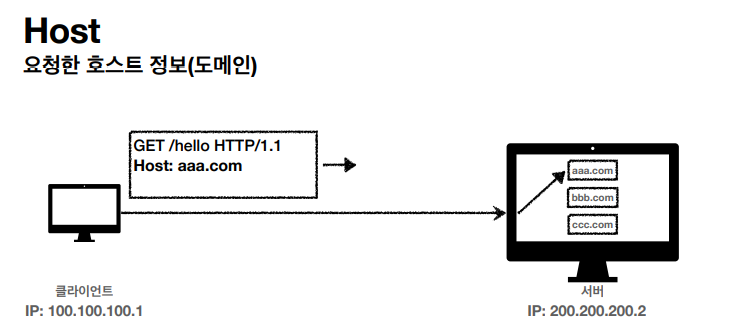 Host
요청한 호스트 정보(도메인)
GET /hello HTTP/1.1
Host: aaa.com
aaa.com
bbb.com
ccc.com
클라이언트
IP: 100.100.100.1
서버
IP: 200.200.200.2